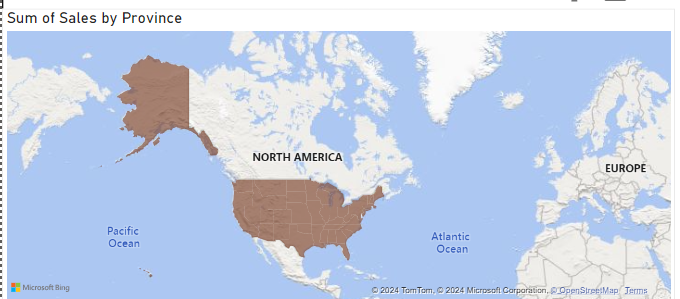 Sum of Sales by Province
NORTH AMERICA
EUROPE
Pacific
Ocean
Atlantic
Ocean
Microsoft Bing
© 2024 TomTom, © 2024 Microsoft Corporation, © OpenStreetMap Terms